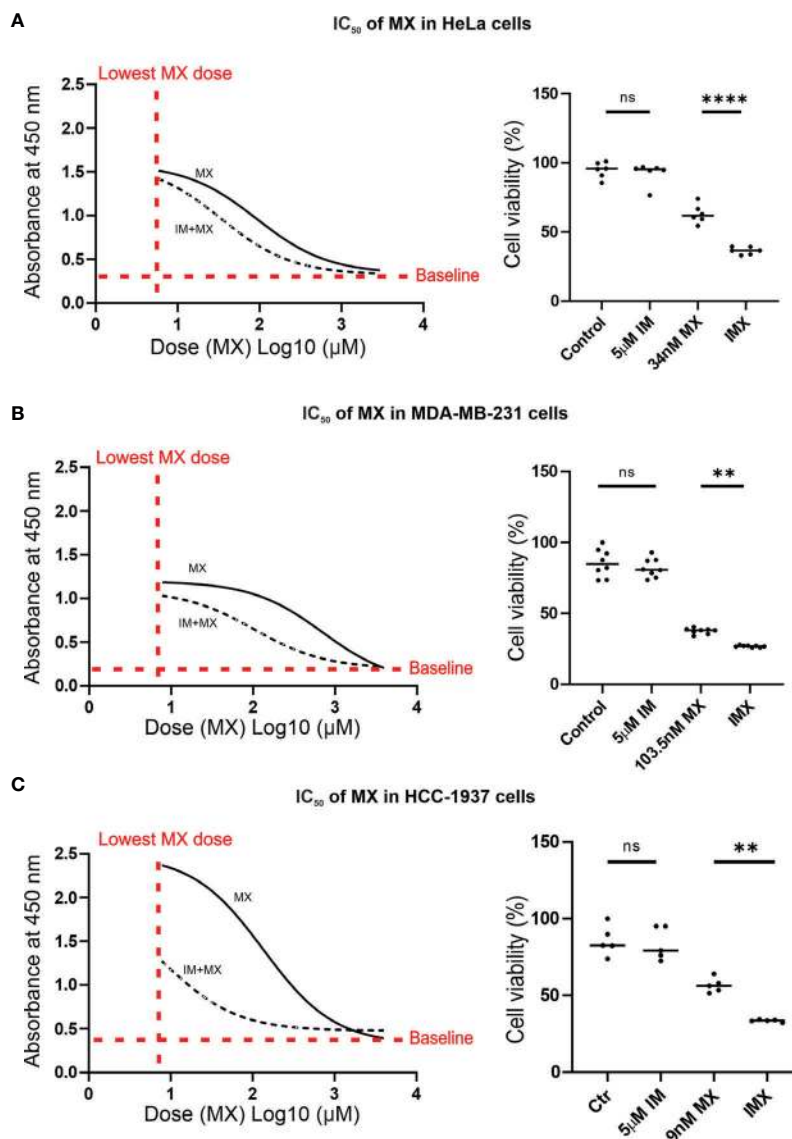 A
IC₅₀ of MX in HeLa cells
Lowest MX dose
2.5
2.0
1.5
1.0
0.5
0.0
Absorbance at 450 nm
MX
IM+MX
Baseline
0 1 2 3 4
Dose (MX) Log10 (µM)
150
100
50
0
Cell viability (%)
ns
****
Control
5µM IM
34nM MX
IMX
B
IC₅₀ of MX in MDA-MB-231 cells
Lowest MX dose
2.5
2.0
1.5
1.0
0.5
0.0
Absorbance at 450 nm
MX
IM+MX
Baseline
0 1 2 3 4
Dose (MX) Log10 (µM)
150
100
50
0
Cell viability (%)
ns
**
Control
5µM IM
103.5nM MX
IMX
C
IC₅₀ of MX in HCC-1937 cells
Lowest MX dose
2.5
2.0
1.5
1.0
0.5
0.0
Absorbance at 450 nm
MX
IM+MX
Baseline
0 1 2 3 4
Dose (MX) Log10 (µM)
150
100
50
0
Cell viability (%)
ns
**
Ctr
5µM IM
9nM MX
IMX